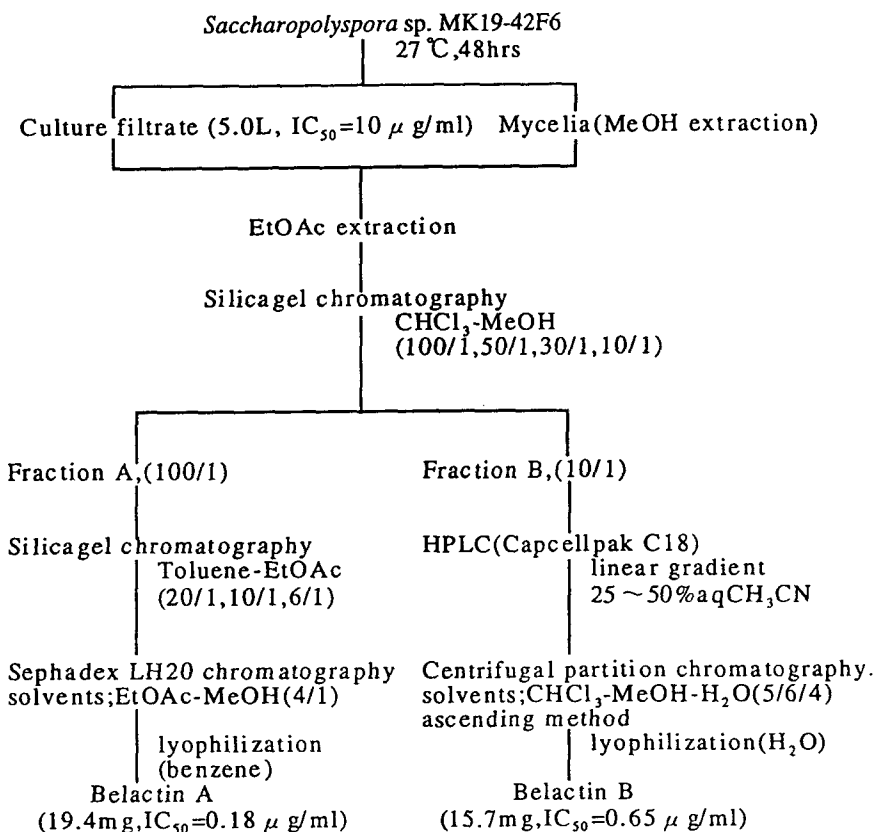 Saccharopolyspora sp. MK19-42F6
27 ℃,48hrs
Culture filtrate (5.0L, IC₅₀=10 μ g/ml) Mycelia(MeOH extraction)
EtOAc extraction
Silicagel chromatography
CHCl₃-MeOH
(100/1,50/1,30/1,10/1)
Fraction A,(100/1)
Silicagel chromatography
Toluene-EtOAc
(20/1,10/1,6/1)
Sephadex LH20 chromatography
solvents;EtOAc-MeOH(4/1)
lyophilization
(benzene)
Belactin A
(19.4mg,IC₅₀=0.18 μ g/ml)
Fraction B,(10/1)
HPLC(Capcellpak C18)
linear gradient
25 ~50%aqCH₃CN
Centrifugal partition chromatography.
solvents;CHCl₃-MeOH-H₂O(5/6/4)
ascending method
lyophilization(H₂O)
Belactin B
(15.7mg,IC₅₀=0.65 μ g/ml)